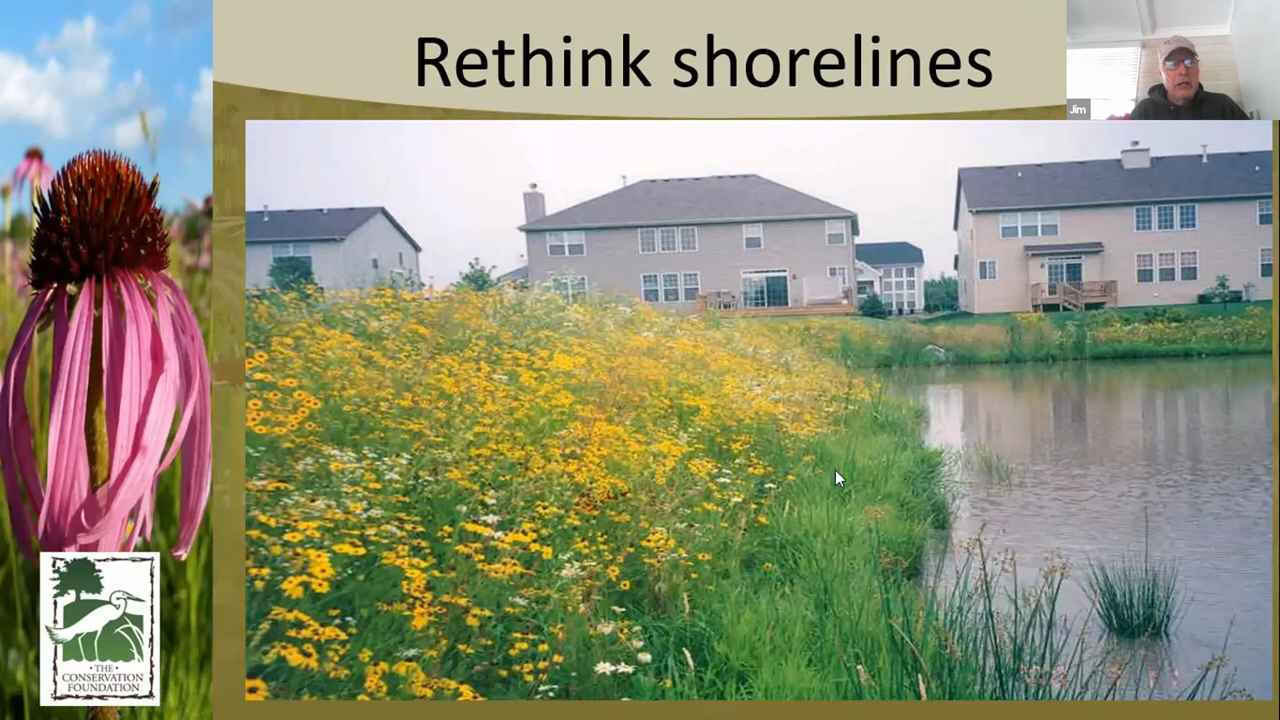 Rethink shorelines
Jim
• THE •
CONSERVATION
FOUNDATION